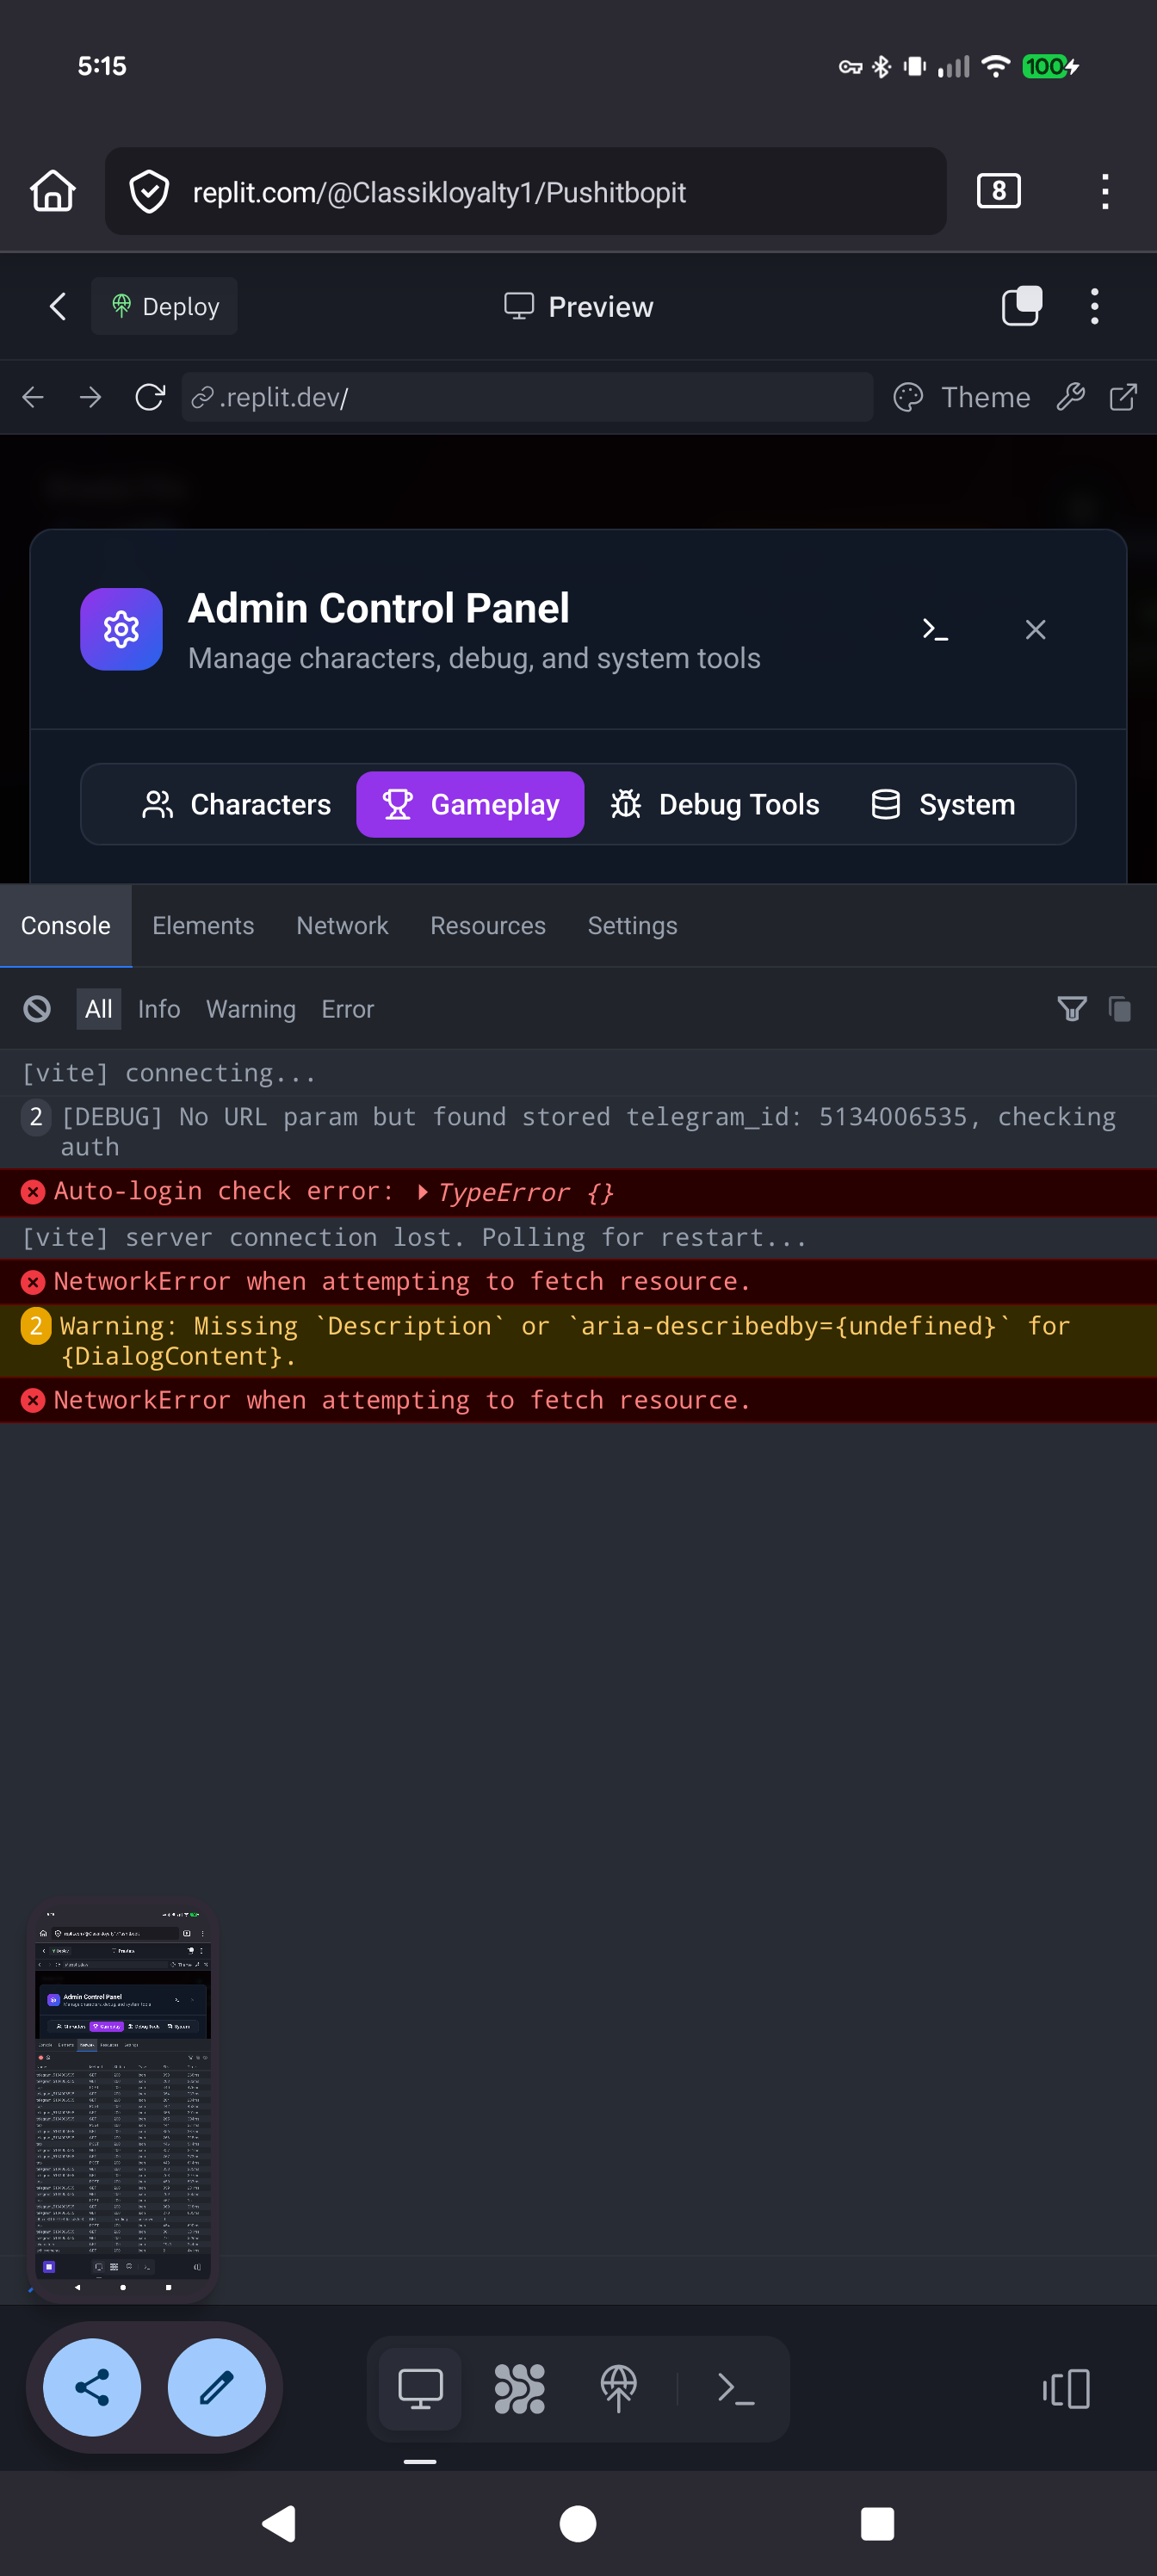 5:15
100
replit.com/@Classikloyalty1/Pushitbopit
8
Deploy
Preview
.replit.dev/
Theme
Admin Control Panel
Manage characters, debug, and system tools
Characters
Gameplay
Debug Tools
System
Console
Elements
Network
Resources
Settings
All
Info
Warning
Error
[vite] connecting...
2 [DEBUG] No URL param but found stored telegram_id: 5134006535, checking
auth
Auto-login check error: TypeError {}
[vite] server connection lost. Polling for restart...
NetworkError when attempting to fetch resource.
2 Warning: Missing `Description` or `aria-describedby={undefined}` for
{DialogContent}.
NetworkError when attempting to fetch resource.
Admin Control Panel